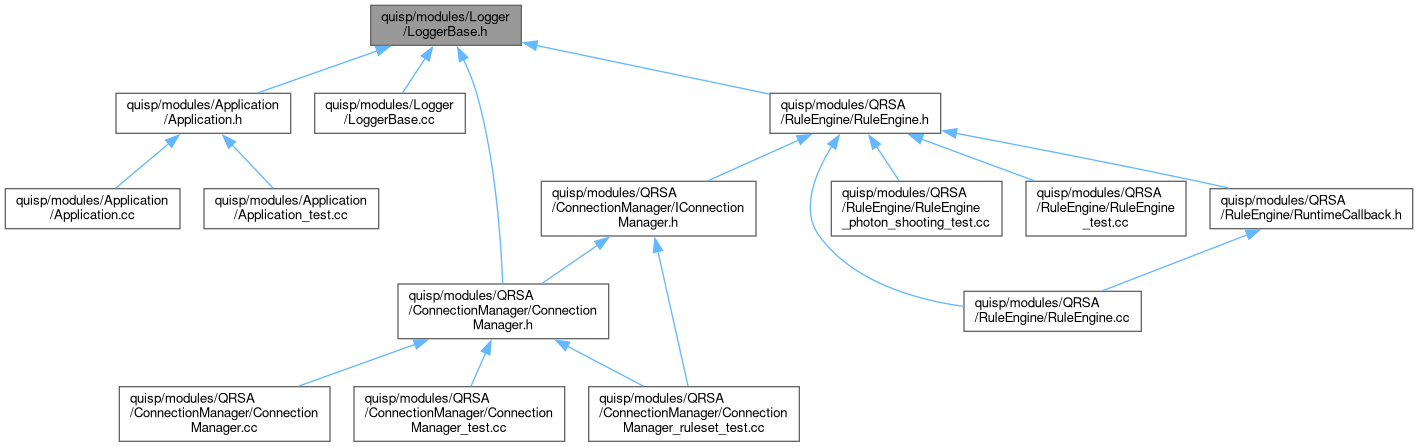 quisp/modules/Logger
/LoggerBase.h
quisp/modules/Application
/Application.h
quisp/modules/Logger
/LoggerBase.cc
quisp/modules/QRSA
/RuleEngine/RuleEngine.h
quisp/modules/Application
/Application.cc
quisp/modules/Application
/Application_test.cc
quisp/modules/QRSA
/ConnectionManager/IConnection
Manager.h
quisp/modules/QRSA
/RuleEngine/RuleEngine
_photon_shooting_test.cc
quisp/modules/QRSA
/RuleEngine/RuleEngine
_test.cc
quisp/modules/QRSA
/RuleEngine/RuntimeCallback.h
quisp/modules/QRSA
/ConnectionManager/Connection
Manager.h
quisp/modules/QRSA
/RuleEngine/RuleEngine.cc
quisp/modules/QRSA
/ConnectionManager/Connection
Manager.cc
quisp/modules/QRSA
/ConnectionManager/Connection
Manager_test.cc
quisp/modules/QRSA
/ConnectionManager/Connection
Manager_ruleset_test.cc